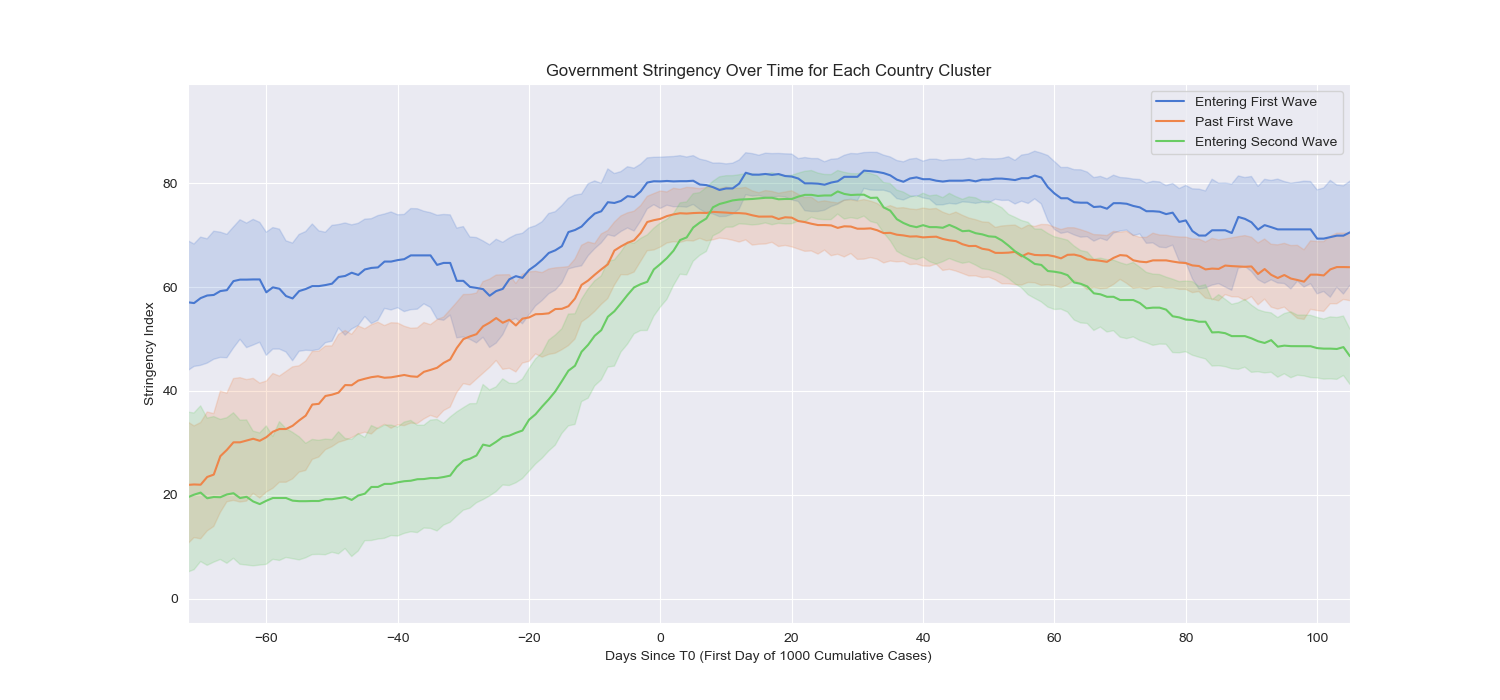 Government Stringency Over Time for Each Country Cluster
Entering First Wave
Past First Wave
Entering Second Wave
Stringency Index
80
60
40
20
0
−60 −40 −20 0 20 40 60 80 100
Days Since T0 (First Day of 1000 Cumulative Cases)